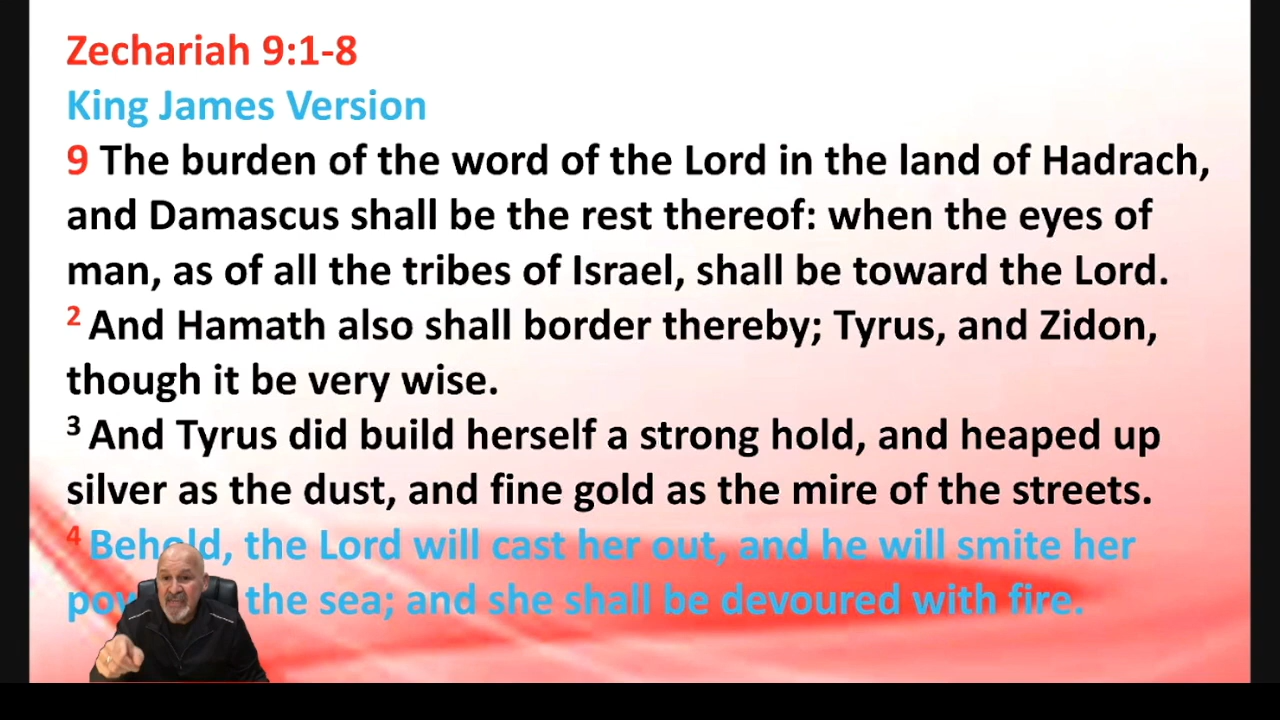 Zechariah 9:1-8
King James Version
9 The burden of the word of the Lord in the land of Hadrach,
and Damascus shall be the rest thereof: when the eyes of
man, as of all the tribes of Israel, shall be toward the Lord.
2 And Hamath also shall border thereby; Tyrus, and Zidon,
though it be very wise.
3 And Tyrus did build herself a strong hold, and heaped up
silver as the dust, and fine gold as the mire of the streets.
4 Behold, the Lord will cast her out, and he will smite her
the sea; and she shall be devoured with fire.